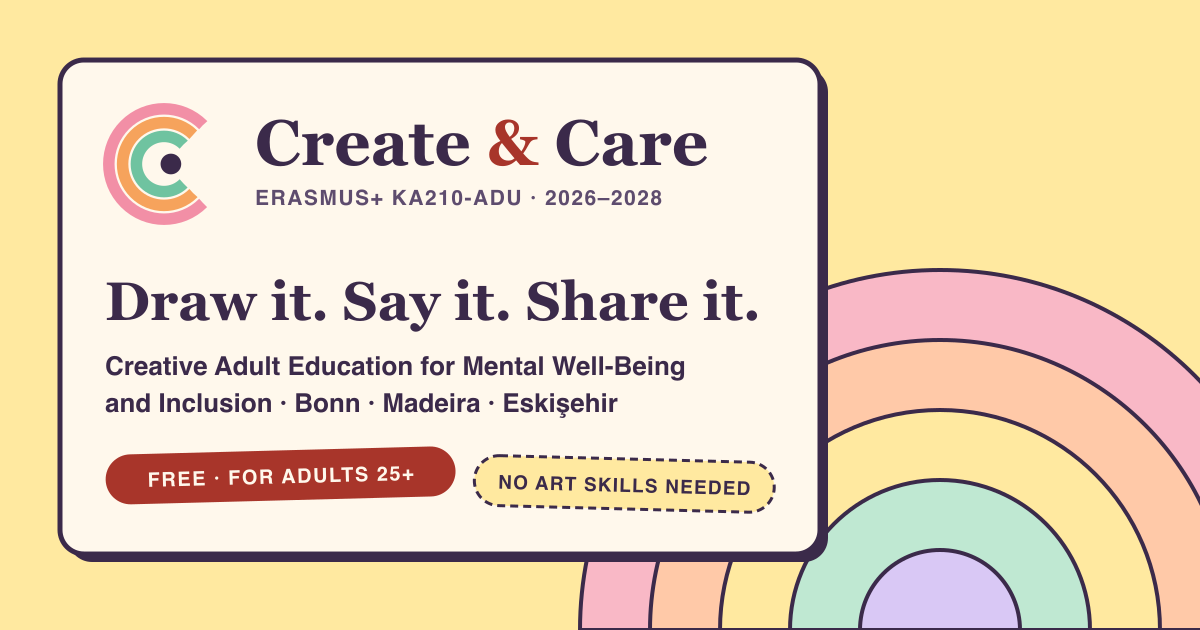 Create & Care
ERASMUS+ KA210-ADU · 2026–2028
Draw it. Say it. Share it.
Creative Adult Education for Mental Well-Being
and Inclusion · Bonn · Madeira · Eskişehir
FREE · FOR ADULTS 25+
NO ART SKILLS NEEDED